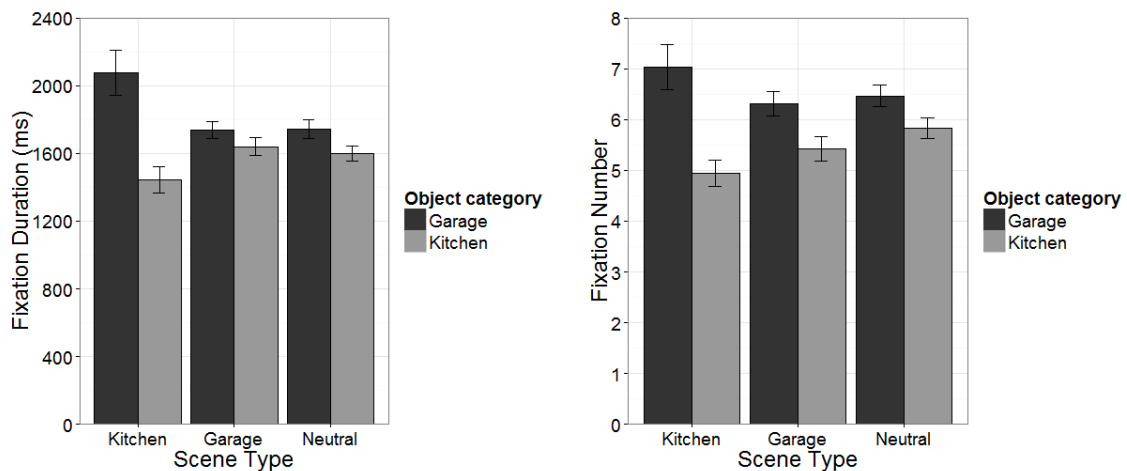 Fixation Duration (ms)
2400
2000
1600
1200
800
400
0
Kitchen
Garage
Neutral
Scene Type
Object category
Garage
Kitchen
Fixation Number
8
7
6
5
4
3
2
1
0
Kitchen
Garage
Neutral
Scene Type
Object category
Garage
Kitchen